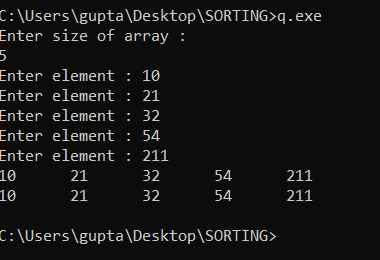 C:\Users\gupta\Desktop\SORTING>q.exe
Enter size of array :
5
Enter element : 10
Enter element : 21
Enter element : 32
Enter element : 54
Enter element : 211
10 21 32 54 211
10 21 32 54 211
C:\Users\gupta\Desktop\SORTING>